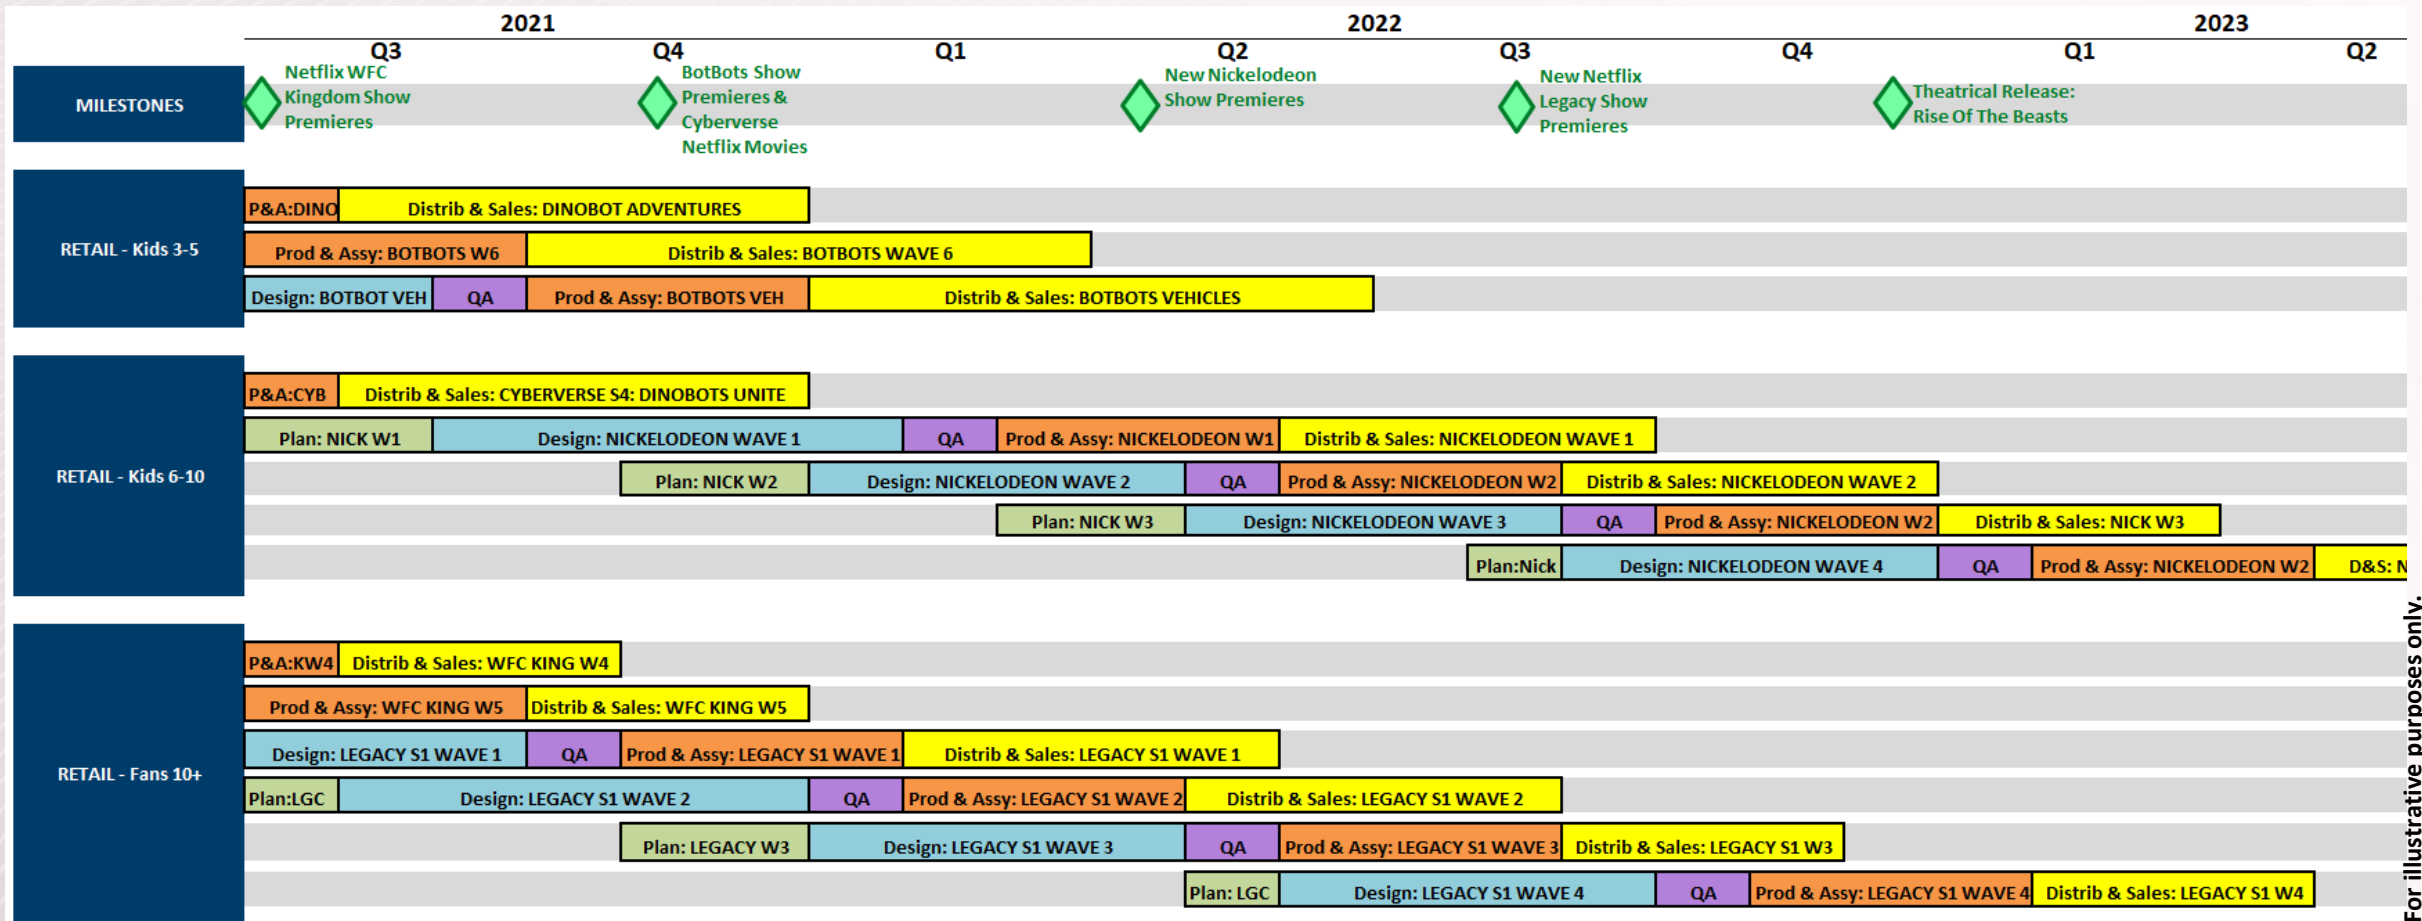 2021 2022 2023
Q3 Q4 Q1 Q2 Q3 Q4 Q1 Q2
MILESTONES
Netflix WFC
Kingdom Show
Premieres
BotBots Show
Premieres &
Cyberverse
Netflix Movies
New Nickelodeon
Show Premieres
New Netflix
Legacy Show
Premieres
Theatrical Release:
Rise Of The Beasts
RETAIL - Kids 3-5
P&A:DINO Distrib & Sales: DINOBOT ADVENTURES
Prod & Assy: BOTBOTS W6 Distrib & Sales: BOTBOTS WAVE 6
Design: BOTBOT VEH QA Prod & Assy: BOTBOTS VEH Distrib & Sales: BOTBOTS VEHICLES
RETAIL - Kids 6-10
P&A:CYB Distrib & Sales: CYBERVERSE S4: DINOBOTS UNITE
Plan: NICK W1 Design: NICKELODEON WAVE 1 QA Prod & Assy: NICKELODEON W1 Distrib & Sales: NICKELODEON WAVE 1
Plan: NICK W2 Design: NICKELODEON WAVE 2 QA Prod & Assy: NICKELODEON W2 Distrib & Sales: NICKELODEON WAVE 2
Plan: NICK W3 Design: NICKELODEON WAVE 3 QA Prod & Assy: NICKELODEON W2 Distrib & Sales: NICK W3
Plan:Nick Design: NICKELODEON WAVE 4 QA Prod & Assy: NICKELODEON W2 D&S: N
RETAIL - Fans 10+
P&A:KW4 Distrib & Sales: WFC KING W4
Prod & Assy: WFC KING W5 Distrib & Sales: WFC KING W5
Design: LEGACY S1 WAVE 1 QA Prod & Assy: LEGACY S1 WAVE 1 Distrib & Sales: LEGACY S1 WAVE 1
Plan:LGC Design: LEGACY S1 WAVE 2 QA Prod & Assy: LEGACY S1 WAVE 2 Distrib & Sales: LEGACY S1 WAVE 2
Plan: LEGACY W3 Design: LEGACY S1 WAVE 3 QA Prod & Assy: LEGACY S1 WAVE 3 Distrib & Sales: LEGACY S1 W3
Plan: LGC Design: LEGACY S1 WAVE 4 QA Prod & Assy: LEGACY S1 WAVE 4 Distrib & Sales: LEGACY S1 W4
For illustrative purposes only.